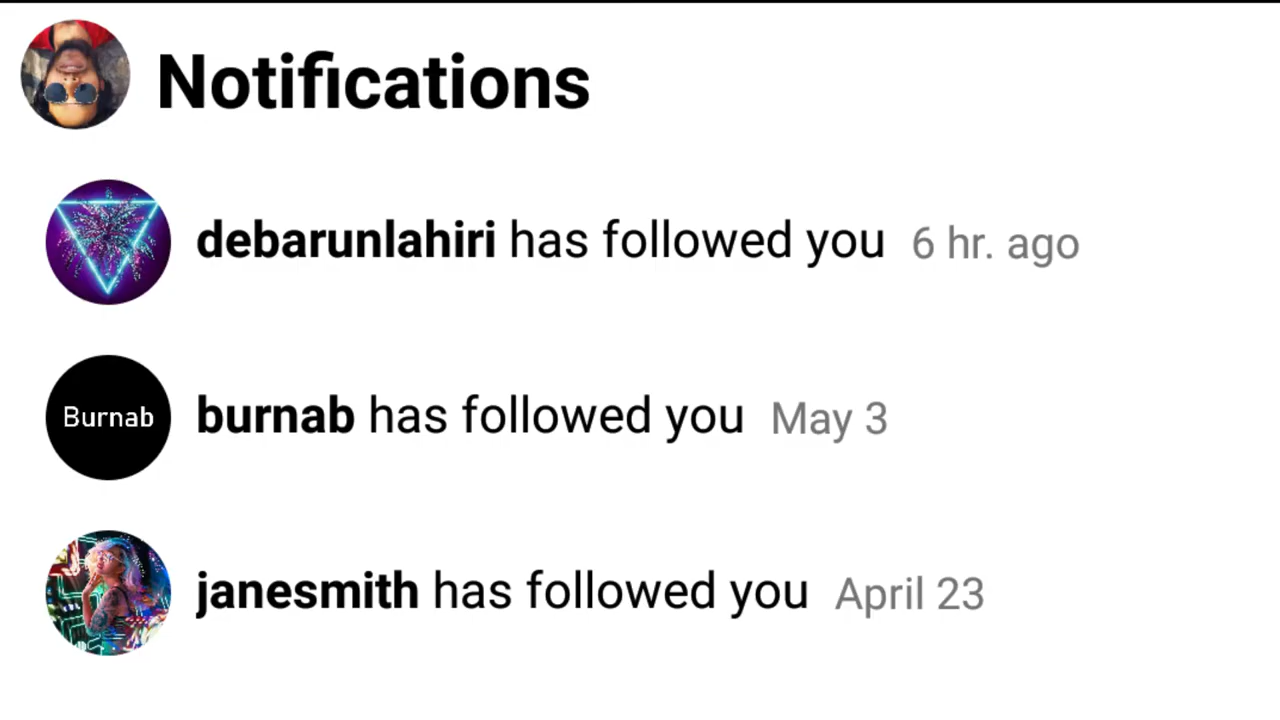 Notifications
debarunlahiri has followed you 6 hr. ago
Burnab
burnab has followed you May 3
janesmith has followed you April 23